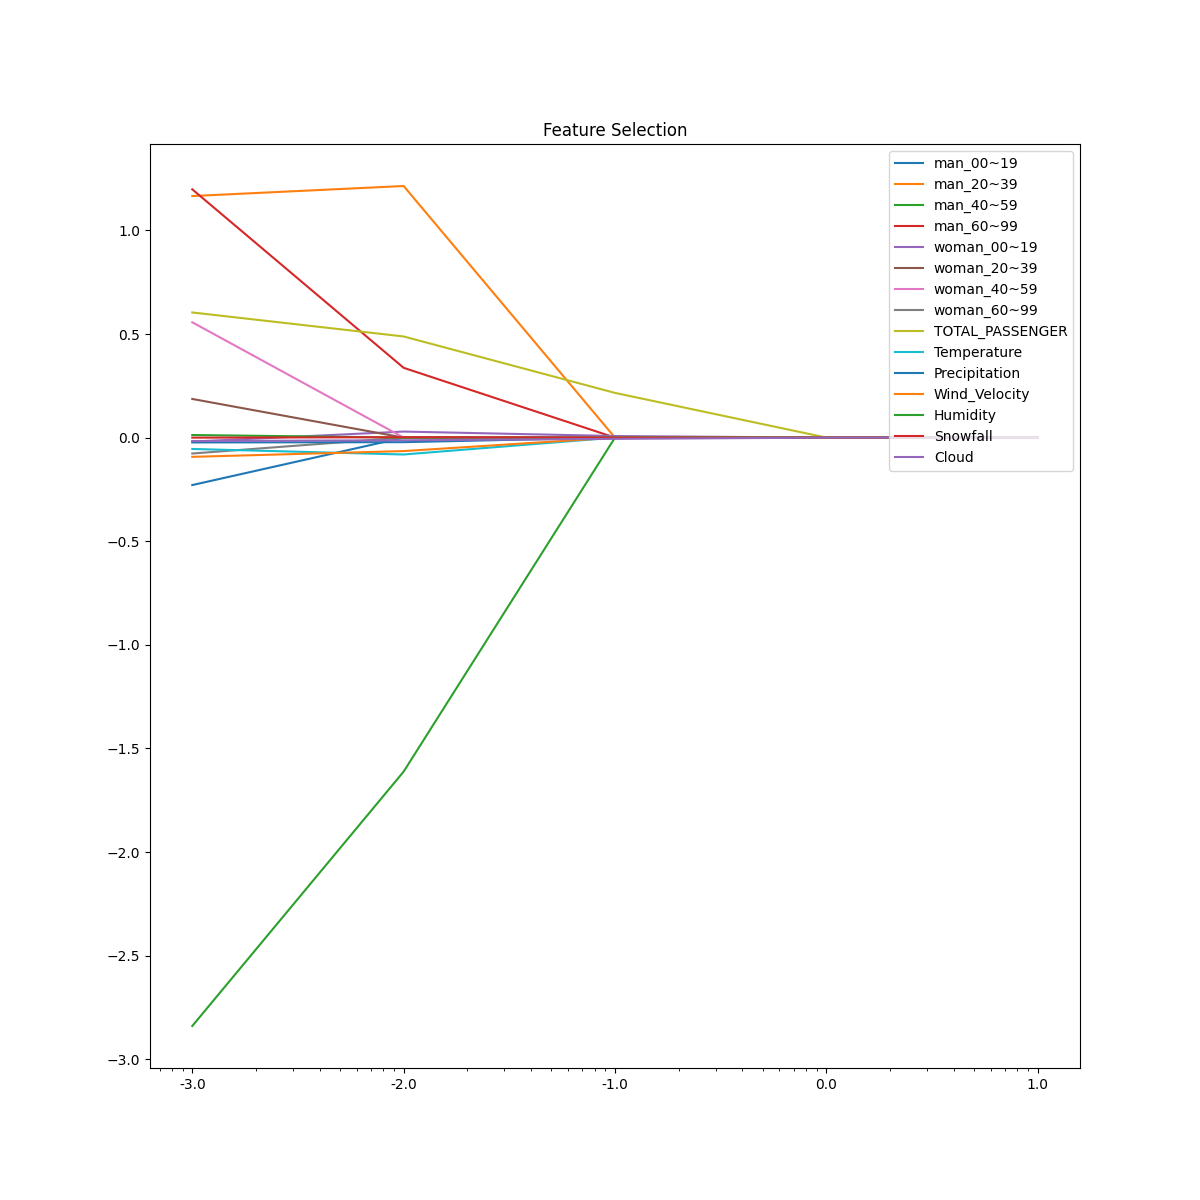 Feature Selection
1.0
0.5
0.0
−0.5
−1.0
−1.5
−2.0
−2.5
−3.0
-3.0 -2.0 -1.0 0.0 1.0
man_00~19
man_20~39
man_40~59
man_60~99
woman_00~19
woman_20~39
woman_40~59
woman_60~99
TOTAL_PASSENGER
Temperature
Precipitation
Wind_Velocity
Humidity
Snowfall
Cloud